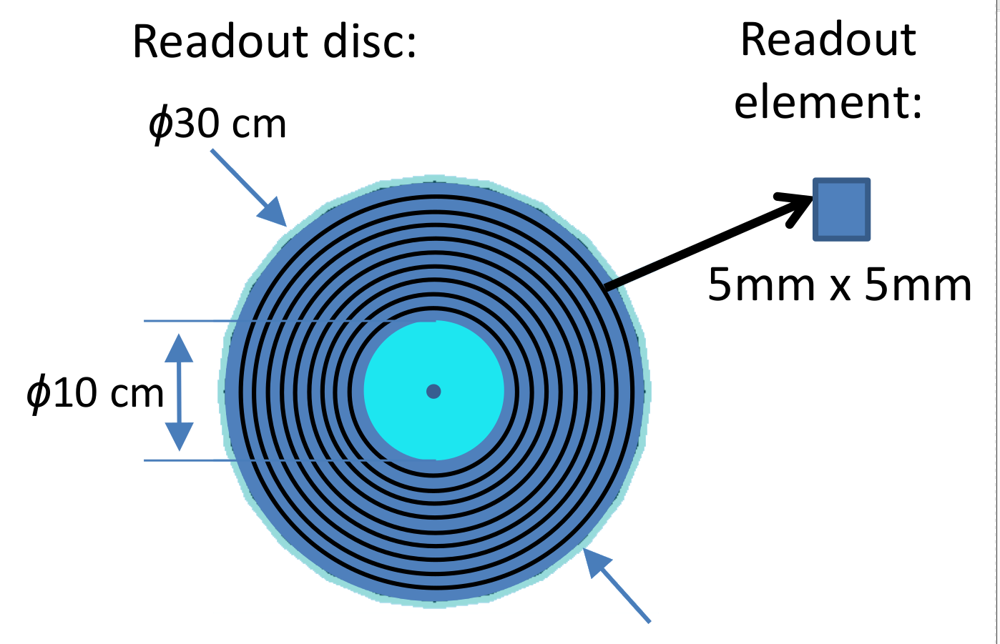 Readout disc:
ϕ30 cm
ϕ10 cm
Readout
element:
5mm x 5mm